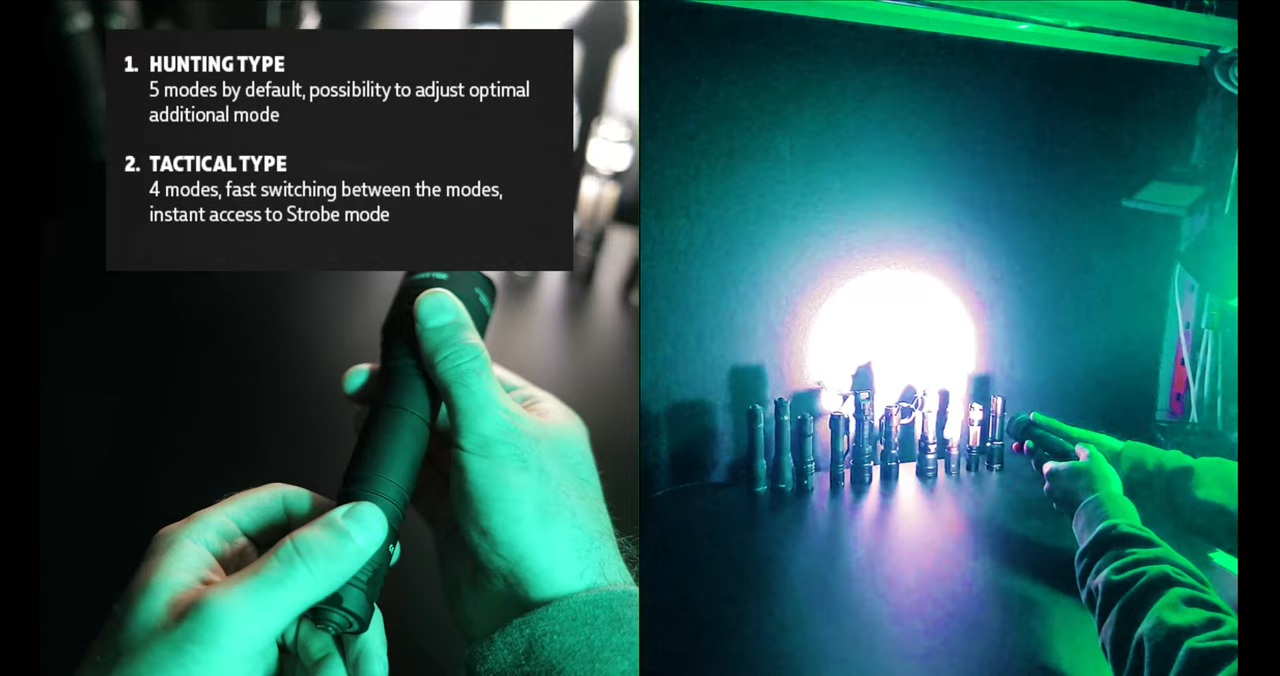 1. HUNTING TYPE
5 modes by default, possibility to adjust optimal
additional mode
2. TACTICAL TYPE
4 modes, fast switching between the modes,
instant access to Strobe mode